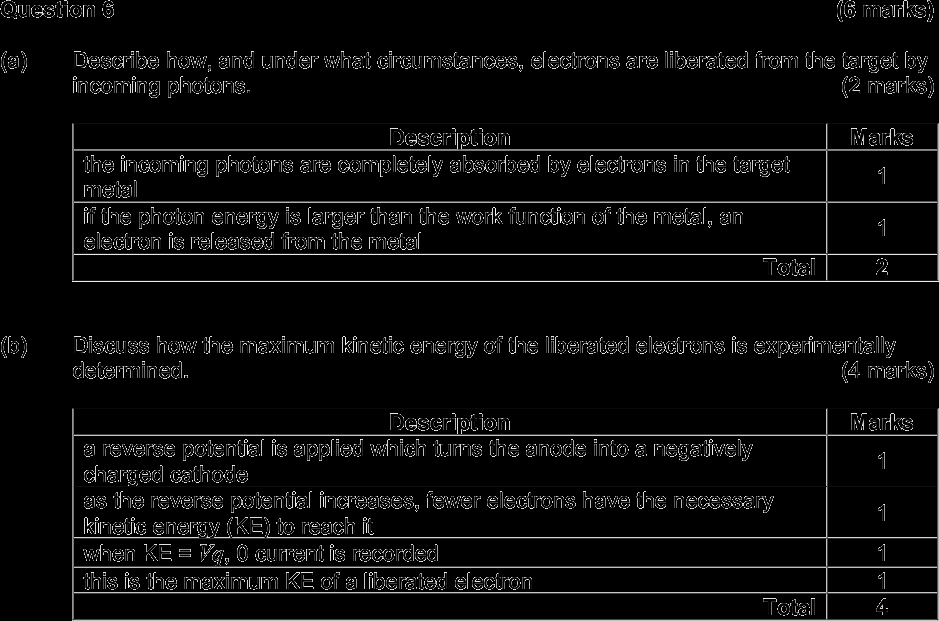 Question 6 (6 marks)
(a) Describe how, and under what circumstances, electrons are liberated from the target by
incoming photons. (2 marks)
Description Marks
the incoming photons are completely absorbed by electrons in the target
metal
1
if the photon energy is larger than the work function of the metal, an
electron is released from the metal
1
Total 2
(b) Discuss how the maximum kinetic energy of the liberated electrons is experimentally
determined. (4 marks)
Description Marks
a reverse potential is applied which turns the anode into a negatively
charged cathode
1
as the reverse potential increases, fewer electrons have the necessary
kinetic energy (KE) to reach it
1
when KE = Vq, 0 current is recorded 1
this is the maximum KE of a liberated electron 1
Total 4